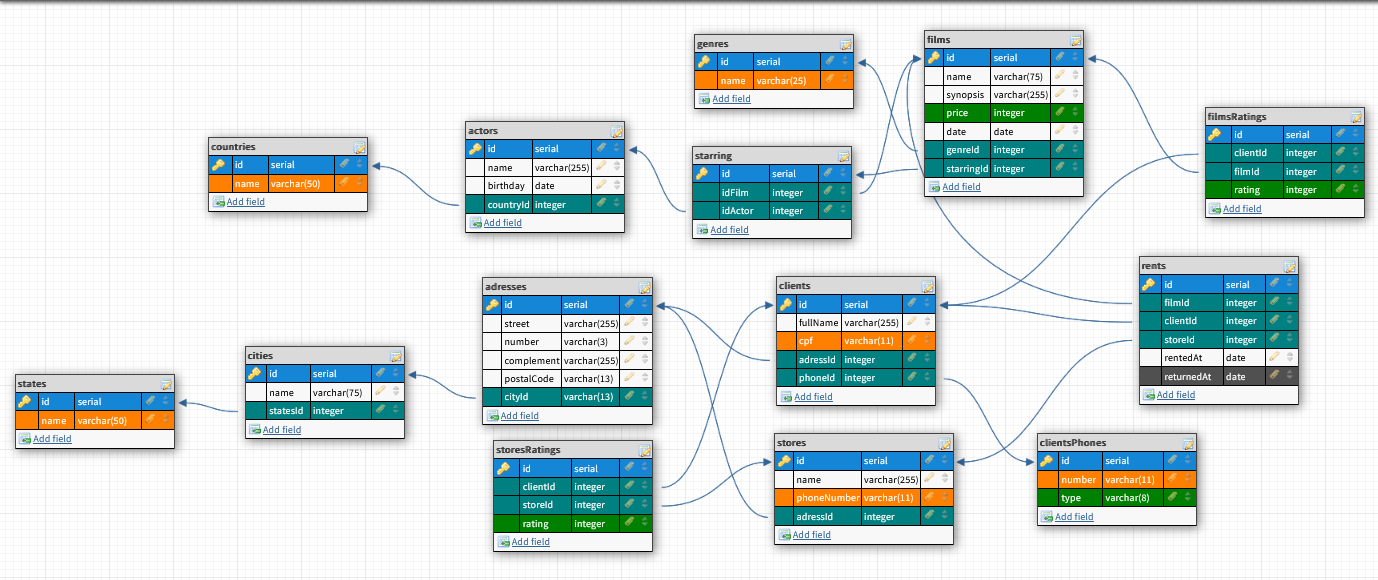 genres
id serial
name varchar(25)
Add field
films
id serial
name varchar(75)
synopsis varchar(255)
price integer
date date
genreId integer
starringId integer
Add field
filmsRatings
id serial
clientId integer
filmId integer
rating integer
Add field
actors
id serial
name varchar(255)
birthday date
countryId integer
Add field
countries
id serial
name varchar(50)
Add field
starring
id serial
idFilm integer
idActor integer
Add field
rents
id serial
filmId integer
clientId integer
storeId integer
rentedAt date
returnedAt date
Add field
adresses
id serial
street varchar(255)
number varchar(3)
complement varchar(255)
postalCode varchar(13)
cityId varchar(13)
Add field
clients
id serial
fullName varchar(255)
cpf varchar(11)
adressId integer
phoneId integer
Add field
cities
id serial
name varchar(75)
statesId integer
Add field
states
id serial
name varchar(50)
Add field
storesRatings
id serial
clientId integer
storeId integer
rating integer
Add field
stores
id serial
name varchar(255)
phoneNumber varchar(11)
adressId integer
Add field
clientsPhones
id serial
number varchar(11)
type varchar(8)
Add field